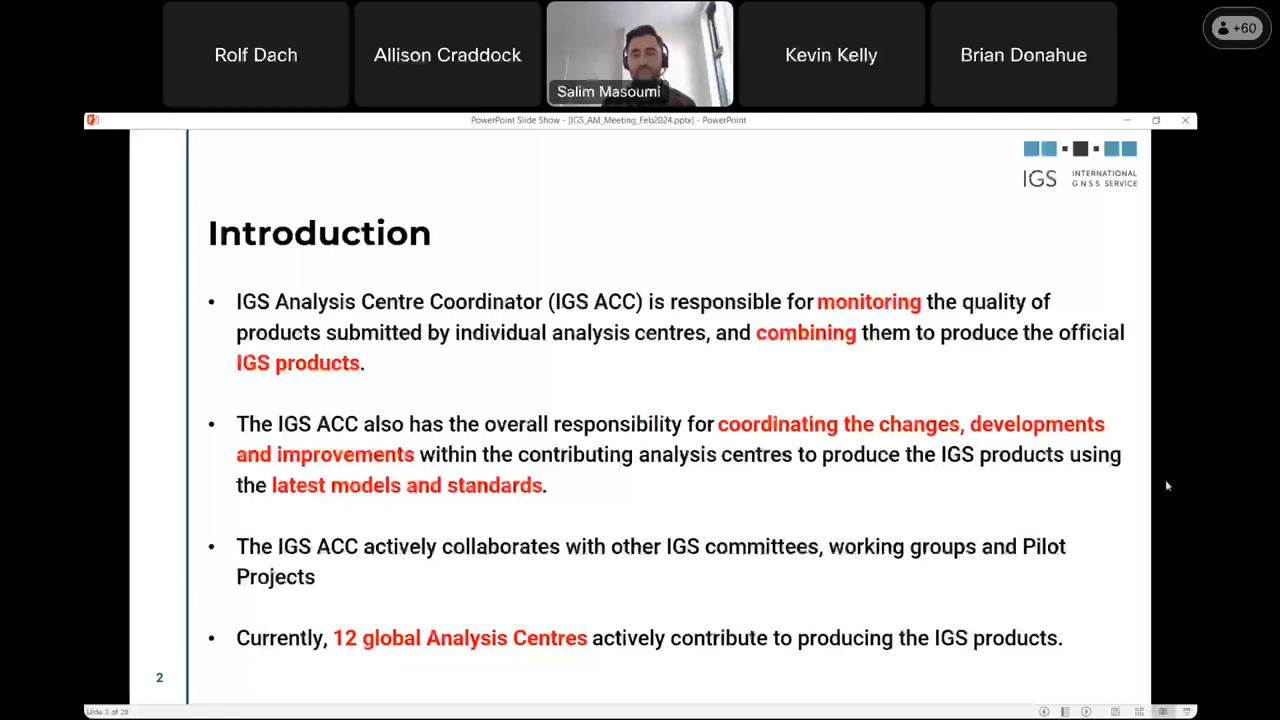 Rolf Dach
Allison Craddock
Salim Masoumi
Kevin Kelly
Brian Donahue
+60
PowerPoint Slide Show - [IGS_AM_Meeting_Feb2024.pptx] - PowerPoint
IGS INTERNATIONAL
GNSS SERVICE
Introduction
• IGS Analysis Centre Coordinator (IGS ACC) is responsible for monitoring the quality of
products submitted by individual analysis centres, and combining them to produce the official
IGS products.
• The IGS ACC also has the overall responsibility for coordinating the changes, developments
and improvements within the contributing analysis centres to produce the IGS products using
the latest models and standards.
• The IGS ACC actively collaborates with other IGS committees, working groups and Pilot
Projects
• Currently, 12 global Analysis Centres actively contribute to producing the IGS products.
2
Slide 3 of 28